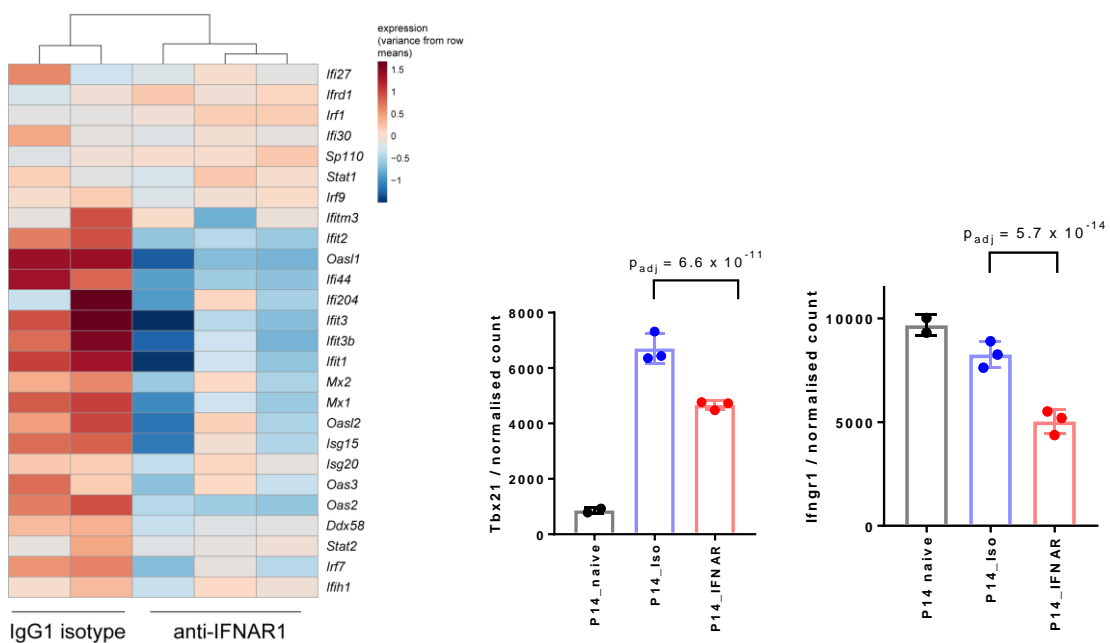 expression
(variance from row
means)
1.5
1
0.5
0
−0.5
−1
Ifi27
Ifrd1
Irf1
Ifi30
Sp110
Stat1
Irf9
Ifitm3
Ifit2
Oasl1
Ifi44
Ifi204
Ifit3
Ifit3b
Ifit1
Mx2
Mx1
Oasl2
Isg15
Isg20
Oas3
Oas2
Ddx58
Stat2
Irf7
Ifih1
IgG1 isotype
anti-IFNAR1
padj = 6.6 x 10-11
Tbx21 / normalised count
8000
6000
4000
2000
0
P14_naive
P14_Iso
P14_IFNAR
padj = 5.7 x 10-14
Ifngr1 / normalised count
10000
5000
0
P14 naive
P14_Iso
P14_IFNAR